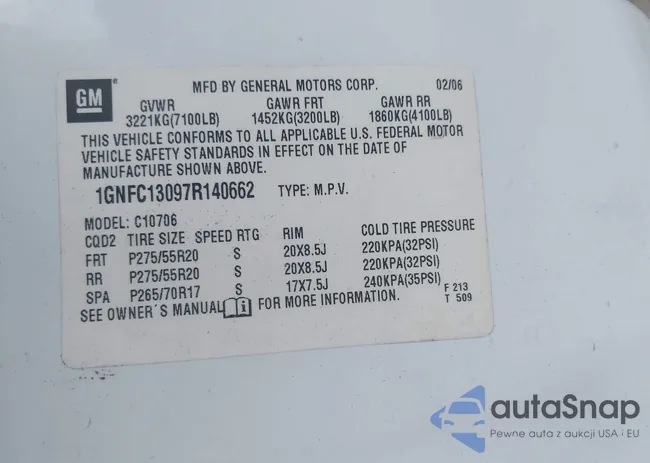 GM
MFD BY GENERAL MOTORS CORP. 02/06
GVWR GAWR FRT GAWR RR
3221KG(7100LB) 1452KG(3200LB) 1860KG(4100LB)
THIS VEHICLE CONFORMS TO ALL APPLICABLE U.S. FEDERAL MOTOR
VEHICLE SAFETY STANDARDS IN EFFECT ON THE DATE OF
MANUFACTURE SHOWN ABOVE.
1GNFC13097R140662 TYPE: M.P.V.
MODEL: C10706
CQD2 TIRE SIZE SPEED RTG RIM COLD TIRE PRESSURE
FRT P275/55R20 S 20X8.5J 220KPA(32PSI)
RR P275/55R20 S 20X8.5J 220KPA(32PSI)
SPA P265/70R17 S 17X7.5J 240KPA(35PSI)
F 213
SEE OWNER'S MANUAL FOR MORE INFORMATION. T 509
autaSnap
Pewne auta z aukcji USA i EU